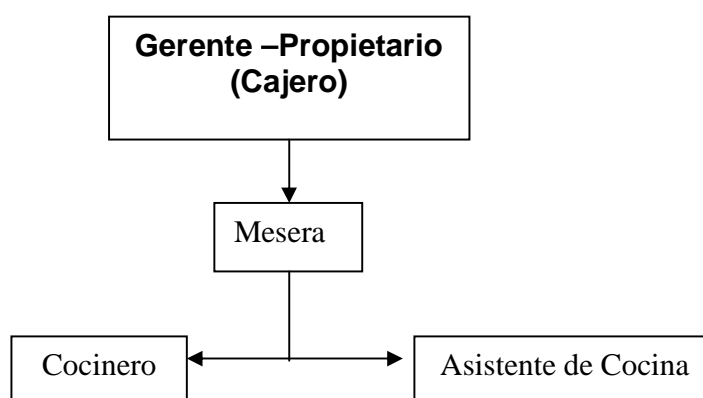 Gerente –Propietario
(Cajero)
Mesera
Cocinero
Asistente de Cocina